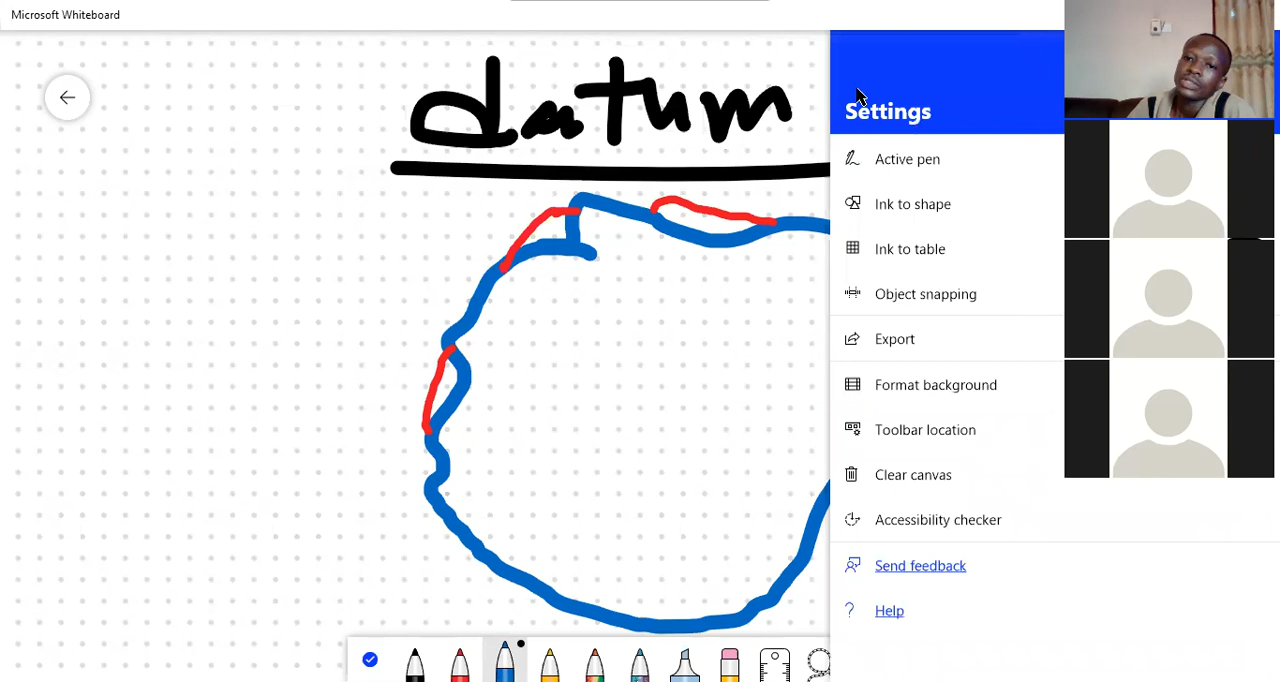 Microsoft Whiteboard
datum
Settings
Active pen
Ink to shape
Ink to table
Object snapping
Export
Format background
Toolbar location
Clear canvas
Accessibility checker
Send feedback
Help